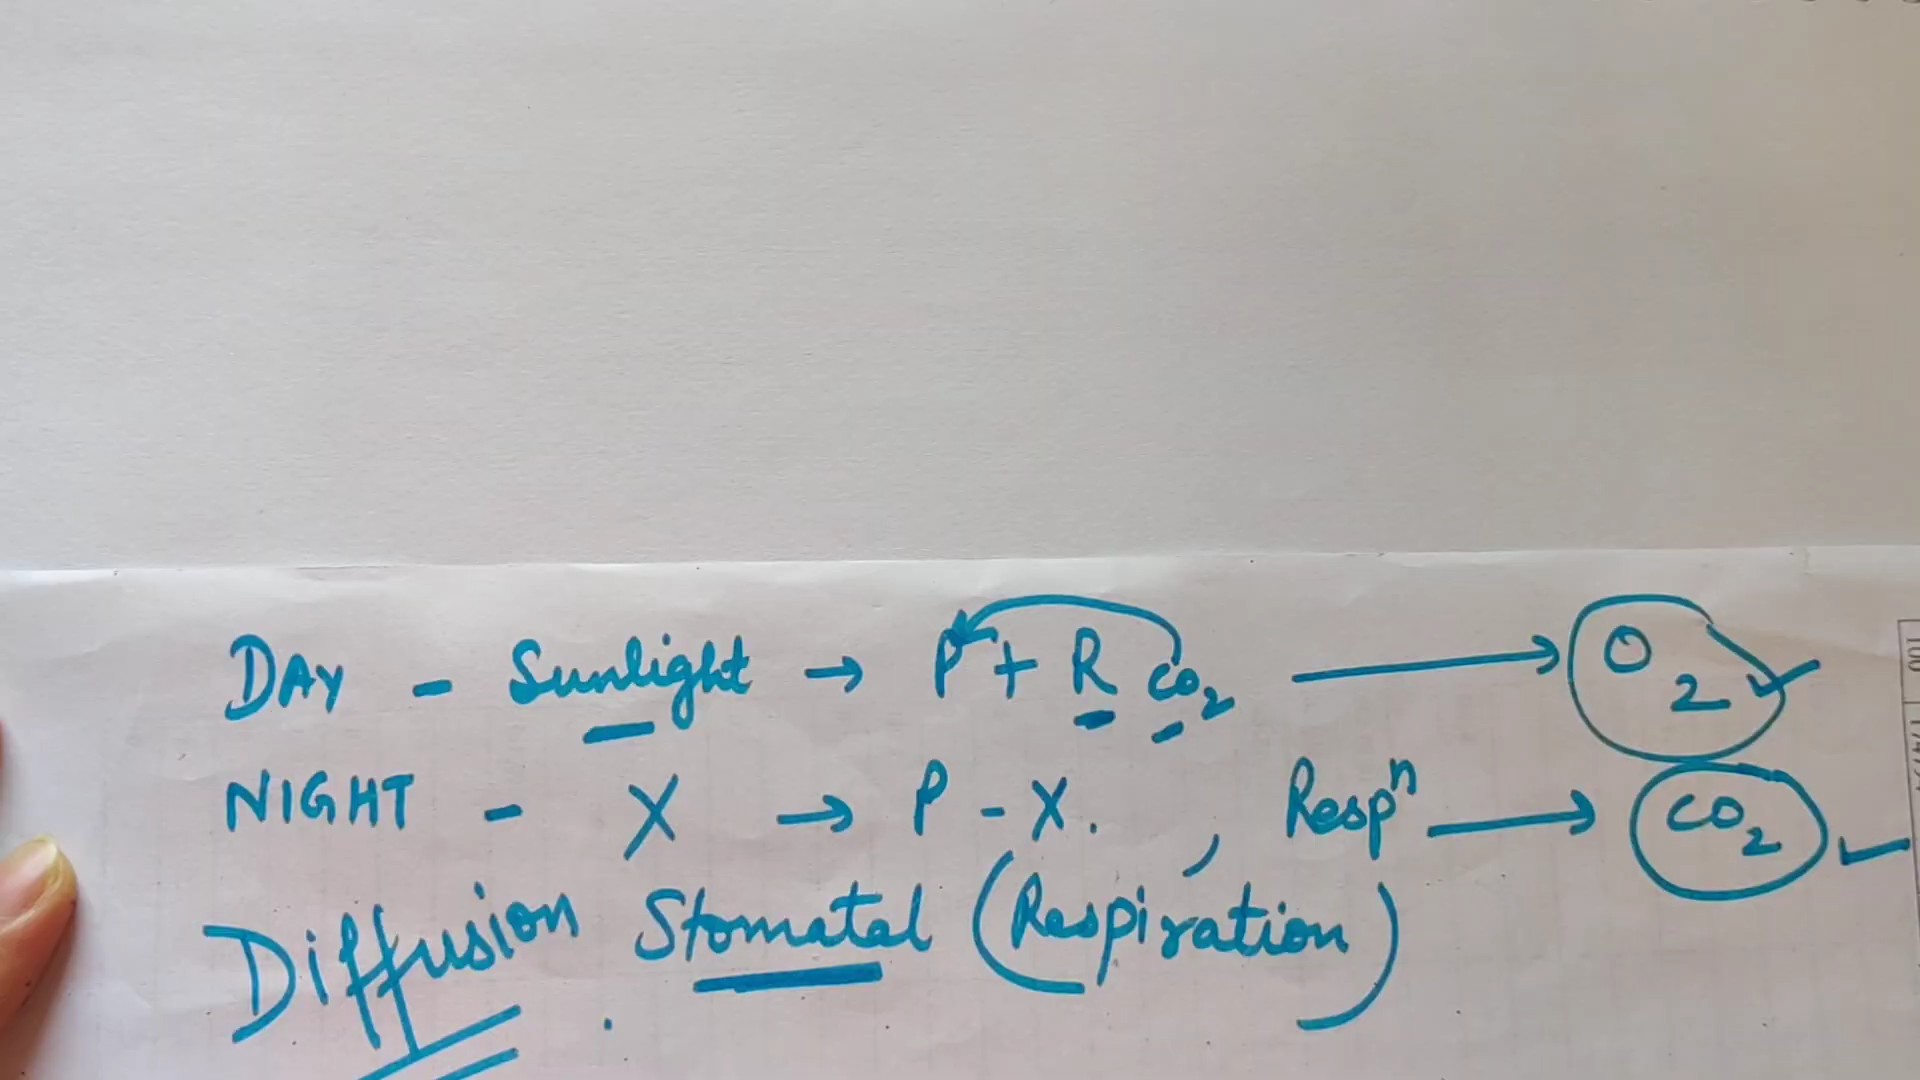 DAY - Sunlight → P + R CO2 → O2 ✓
NIGHT - X → P - X. , Respn → CO2 ✓
Diffusion Stomatal (Respiration)